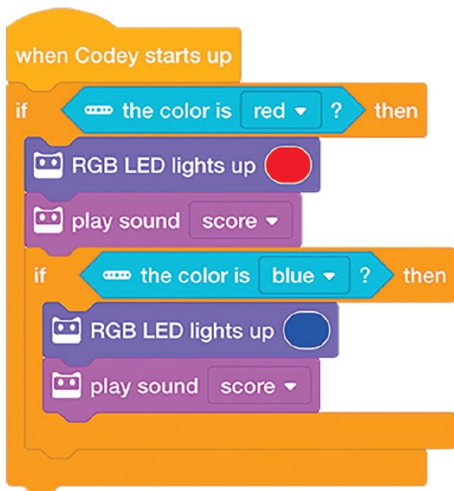 when Codey starts up
if the color is red ? then
RGB LED lights up
play sound score
if the color is blue ? then
RGB LED lights up
play sound score